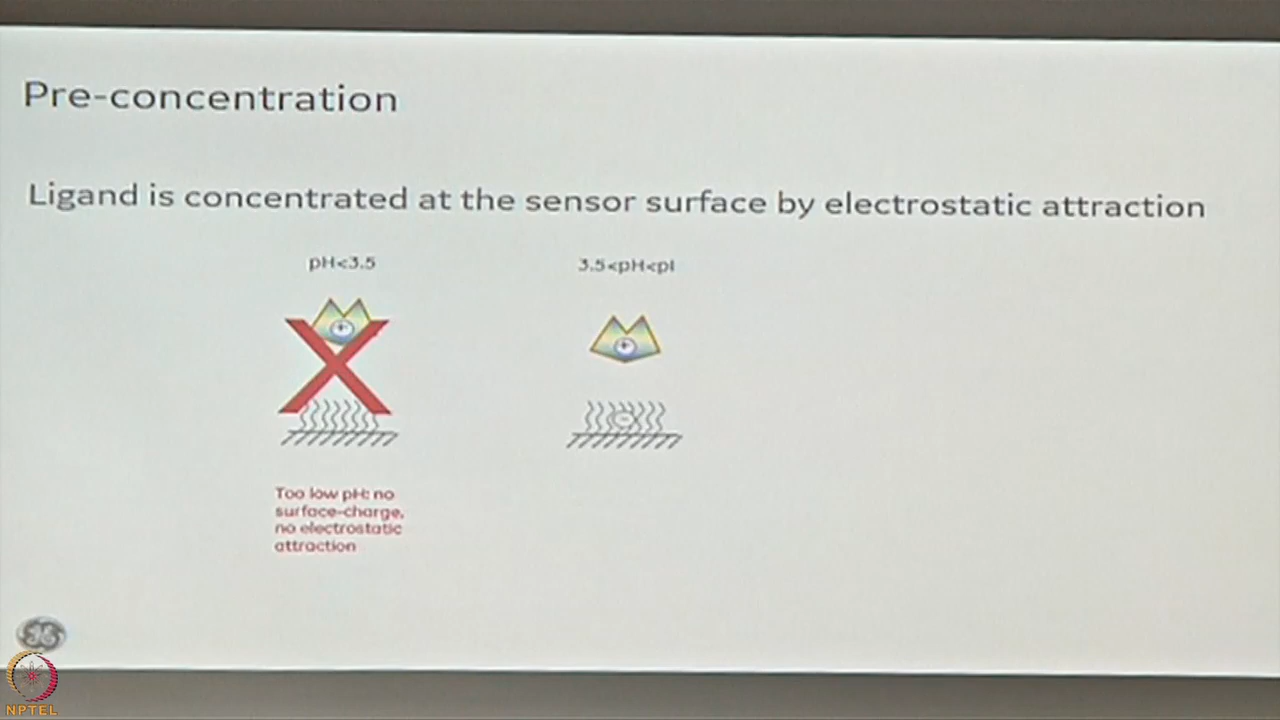 Pre-concentration
Ligand is concentrated at the sensor surface by electrostatic attraction
pH<3.5
3.5<pH<pI
+
+
Too low pH: no
surface-charge,
no electrostatic
attraction
GE
NPTEL